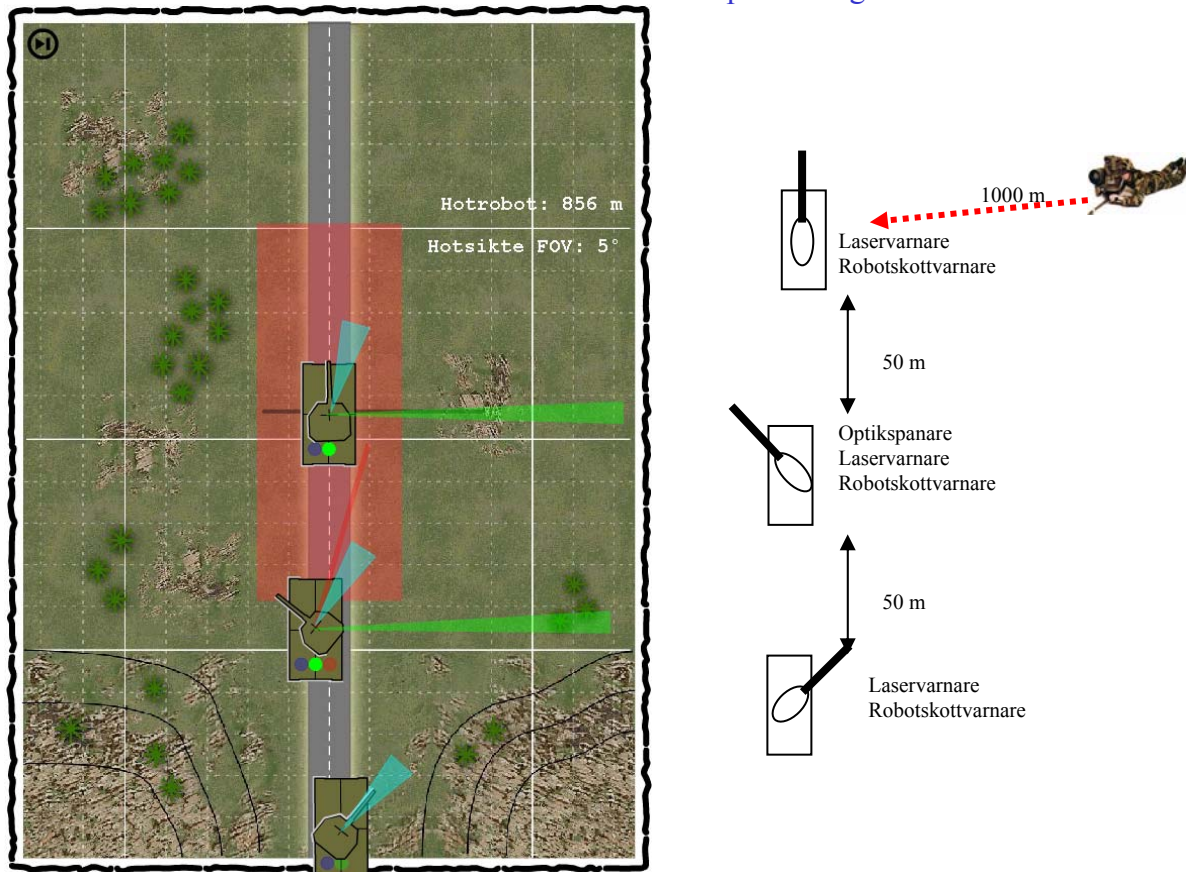 Hotrobot: 856 m
Hotsikte FOV: 5°
1000 m
Laservarnare
Robotskottvarnare
50 m
Optikspanare
Laservarnare
Robotskottvarnare
50 m
Laservarnare
Robotskottvarnare